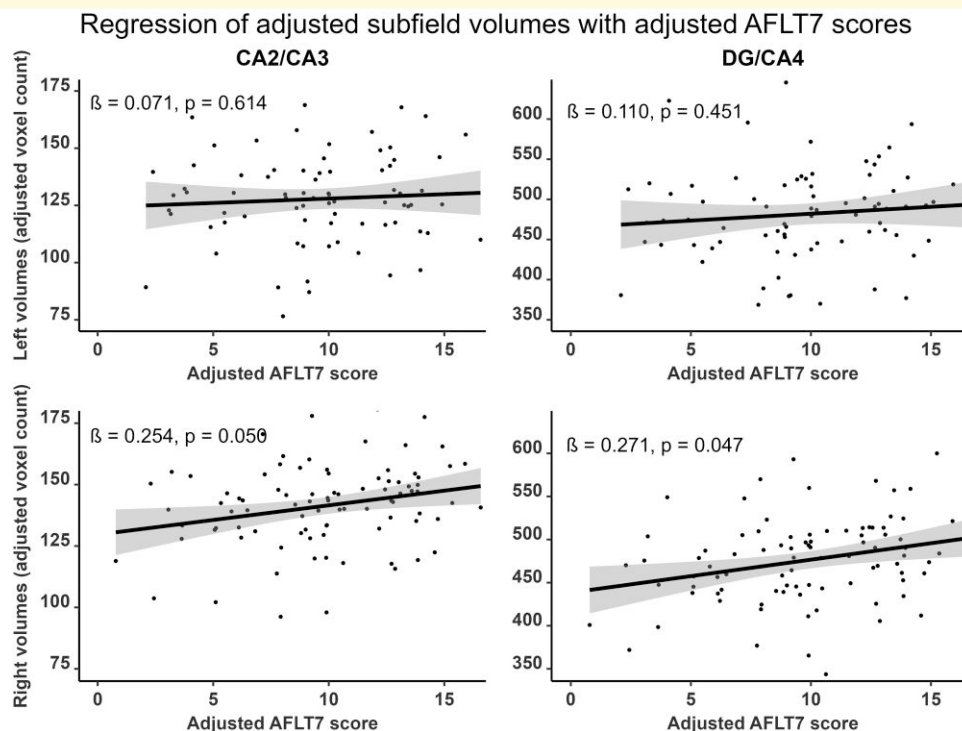 Regression of adjusted subfield volumes with adjusted AFLT7 scores
CA2/CA3
DG/CA4
Left volumes (adjusted voxel count)
175
150
125
100
75
ß = 0.071, p = 0.614
0 5 10 15
Adjusted AFLT7 score
600
550
500
450
400
350
ß = 0.110, p = 0.451
0 5 10 15
Adjusted AFLT7 score
Right volumes (adjusted voxel count)
175
150
125
100
75
ß = 0.254, p = 0.050
0 5 10 15
Adjusted AFLT7 score
600
550
500
450
400
350
ß = 0.271, p = 0.047
0 5 10 15
Adjusted AFLT7 score